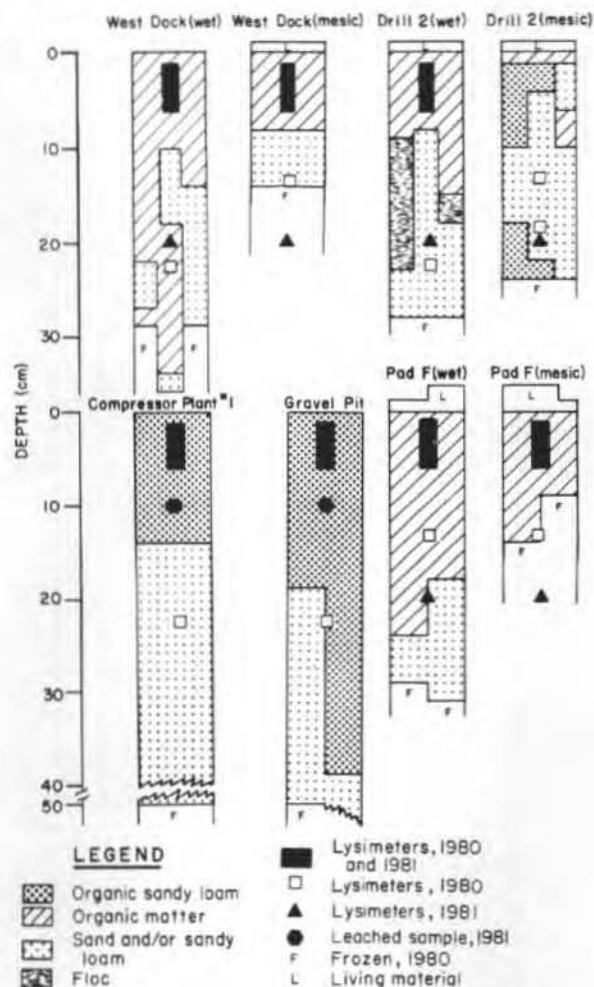 West Dock (wet) West Dock (mesic) Drill 2 (wet) Drill 2 (mesic)
0
L L L
10
F
20
F
30
F F
F
DEPTH (cm)
Pad F (wet) Pad F (mesic)
Compressor Plant #1 Gravel Pit
L L
0
10
F
F
20
30
F
F
40
50
F F
LEGEND
Organic sandy loam
Organic matter
Sand and/or sandy
loam
Floc
Lysimeters, 1980
and 1981
Lysimeters, 1980
Lysimeters, 1981
Leached sample, 1981
F Frozen, 1980
L Living material